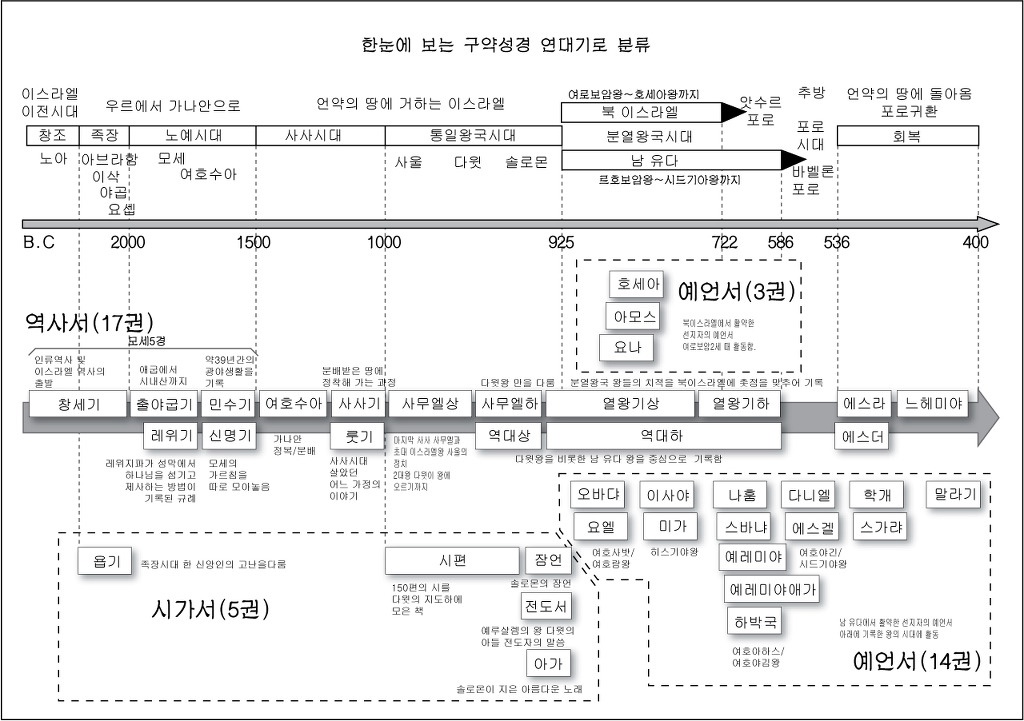 한눈에 보는 구약성경 연대기로 분류
이스라엘
이전시대
우르에서 가나안으로
언약의 땅에 거하는 이스라엘
여로보암왕~호세아왕까지
북 이스라엘
앗수르
포로
추방
언약의 땅에 돌아옴
포로귀환
창조
족장
노예시대
사사시대
통일왕국시대
분열왕국시대
포로
시대
회복
노아
아브라함
이삭
야곱
요셉
모세
여호수아
사울
다윗
솔로몬
남 유다
르호보암왕~시드기야왕까지
바벨론
포로
B.C
2000
1500
1000
925
722
586
536
400
호세아
아모스
요나
예언서(3권)
북이스라엘에서 활약한
선지자의 예언서
여로보암2세 때 활동함.
역사서(17권)
모세5경
인류역사 및
이스라엘 역사의
출발
애굽에서
시내산까지
약39년간의
광야생활을
기록
분배받은 땅에
정착해 가는 과정
다윗왕 만을 다룸
분열왕국 왕들의 치적을 북이스라엘에 촛점을 맞추어 기록
창세기
출야굽기
민수기
여호수아
사사기
사무엘상
사무엘하
열왕기상
열왕기하
에스라
느헤미야
레위기
신명기
룻기
역대상
역대하
에스더
가나안
정복/분배
레위지파가 성막에서
하나님을 섬기고
제사하는 방법이
기록된 규례
모세의
가르침을
따로 모아놓음
사사시대
살았던
어느 가정의
이야기
마지막 사사 사무엘과
초대 이스라엘왕 사울의
정치
2대왕 다윗이 왕에
오르기까지
다윗왕을 비롯한 남 유다 왕을 중심으로 기록함
오바댜
이사야
나훔
다니엘
학개
말라기
요엘
미가
스바냐
에스겔
스가랴
여호사밧/
여호람왕
히스기야왕
예레미야
여호야긴/
시드기야왕
예레미야애가
하박국
여호아하스/
여호야김왕
남 유다에서 활약한 선지자의 예언서
아래에 기록한 왕의 시대에 활동
예언서(14권)
욥기
족장시대 한 신앙인의 고난을다룸
시가서(5권)
시편
150편의 시를
다윗의 지도하에
모은 책
잠언
솔로몬의 잠언
전도서
예루살렘의 왕 다윗의
아들 전도자의 말씀
아가
솔로몬이 지은 아름다운 노래